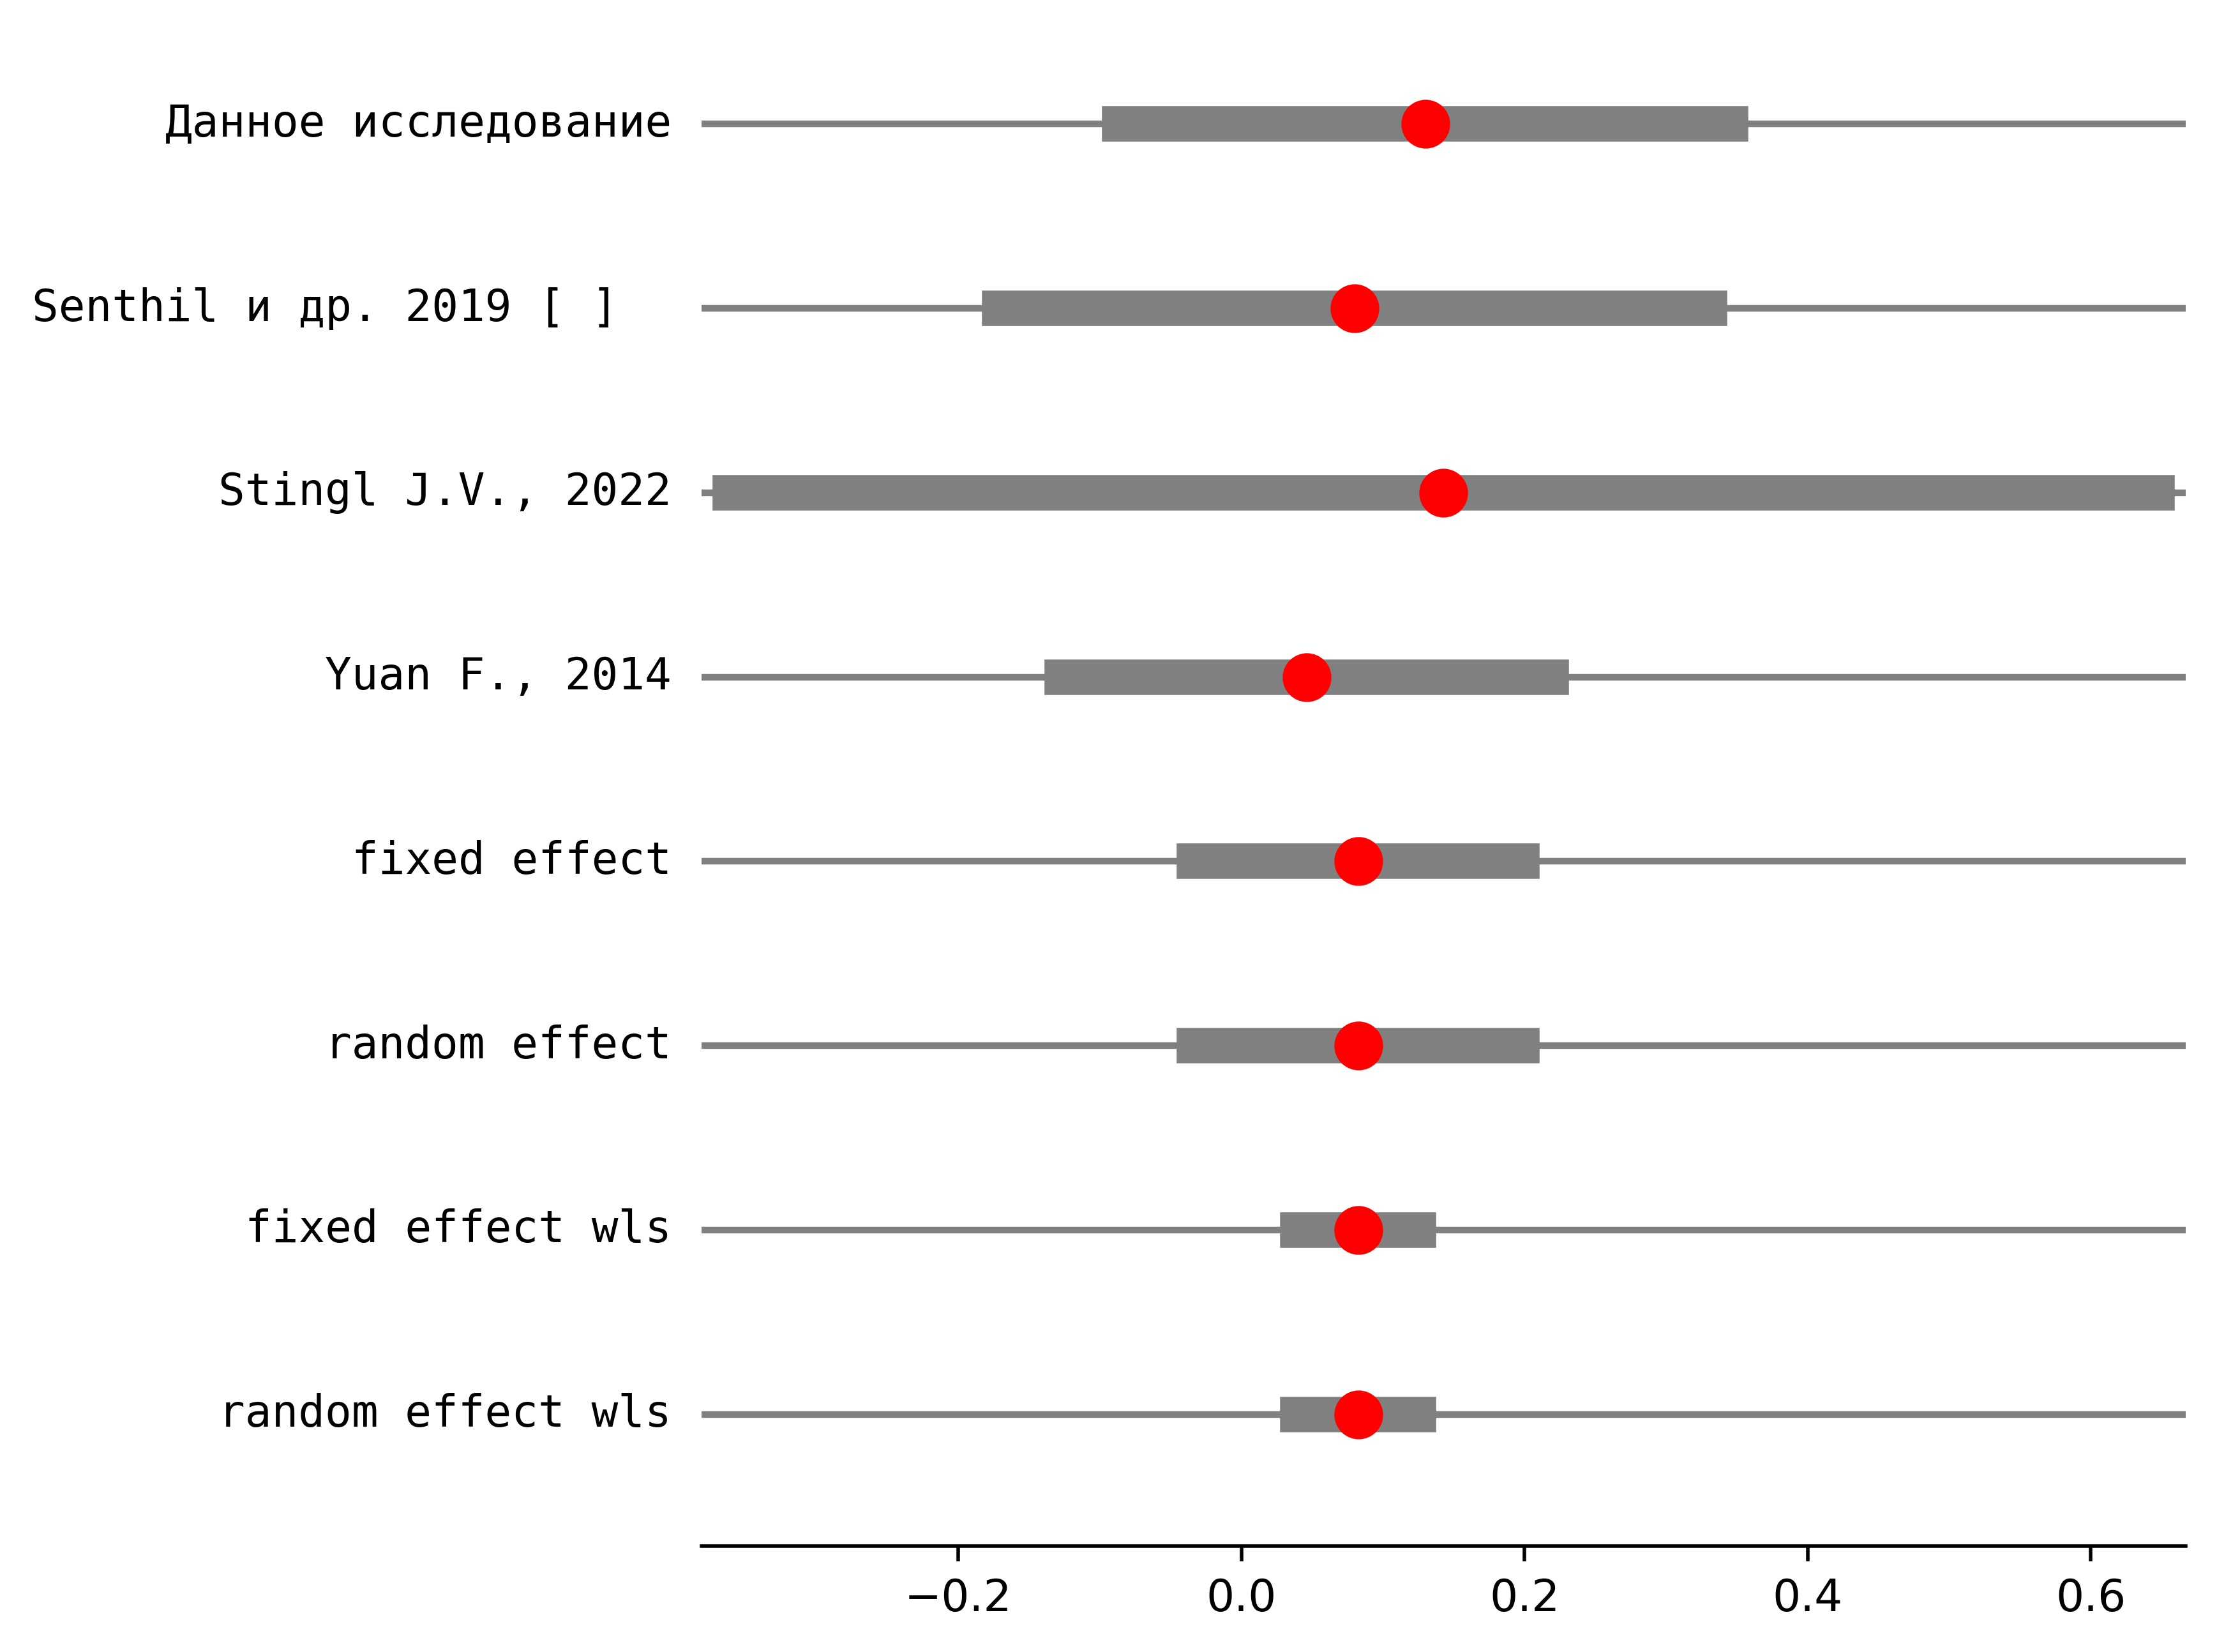 Данное исследование
Senthil и др. 2019 [ ]
Stingl J.V., 2022
Yuan F., 2014
fixed effect
random effect
fixed effect wls
random effect wls
−0.2 0.0 0.2 0.4 0.6